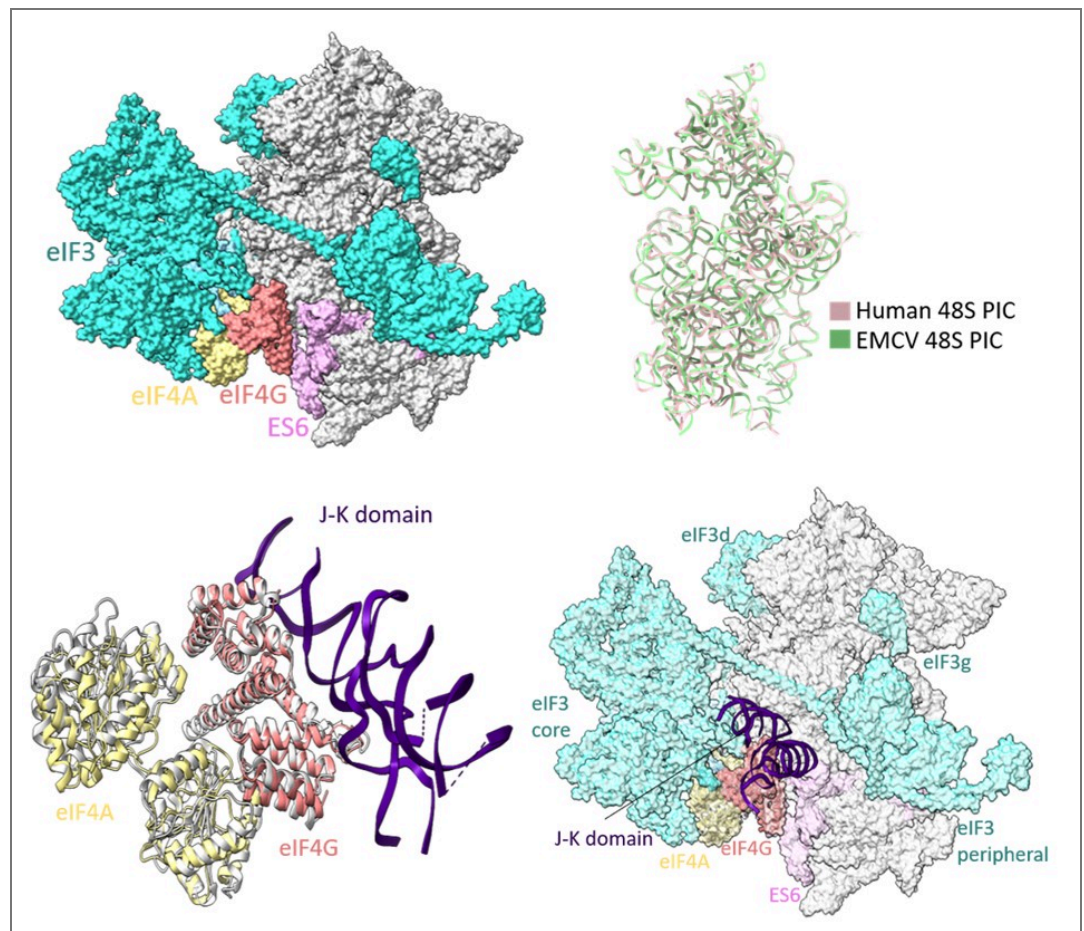 eIF3
eIF4A
eIF4G
ES6
Human 48S PIC
EMCV 48S PIC
J-K domain
eIF4A
eIF4G
eIF3d
eIF3g
eIF3
core
J-K domain
eIF4A
eIF4G
ES6
eIF3
peripheral